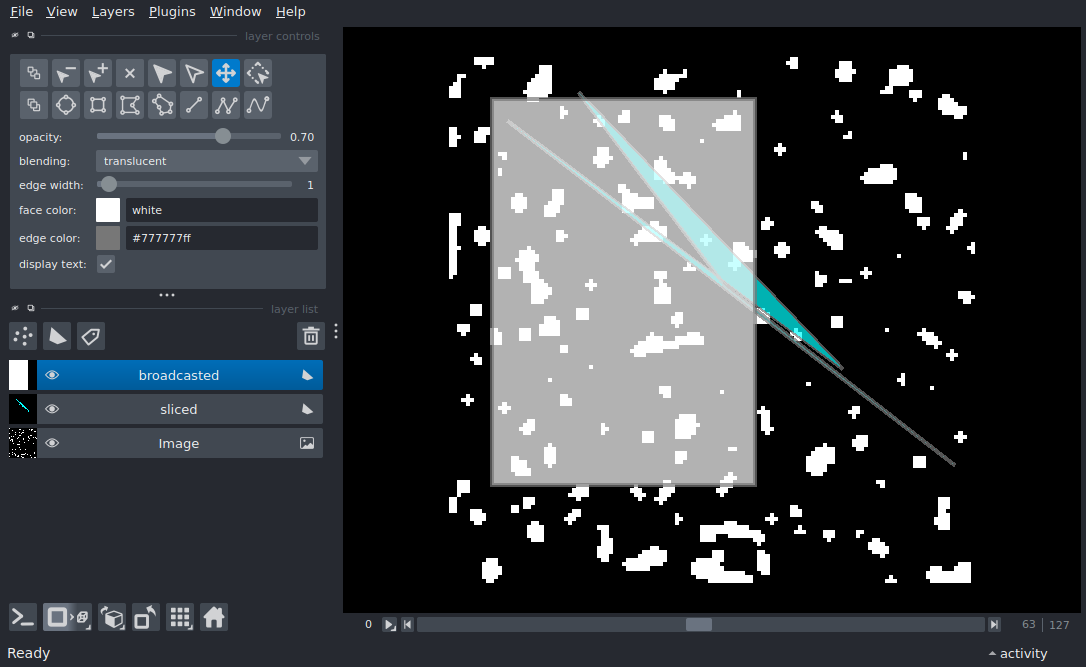 File View Layers Plugins Window Help
layer controls
opacity: 0.70
blending: translucent
edge width: 1
face color: white
edge color: #777777ff
display text:
layer list
broadcasted
sliced
Image
0 63 127
Ready activity